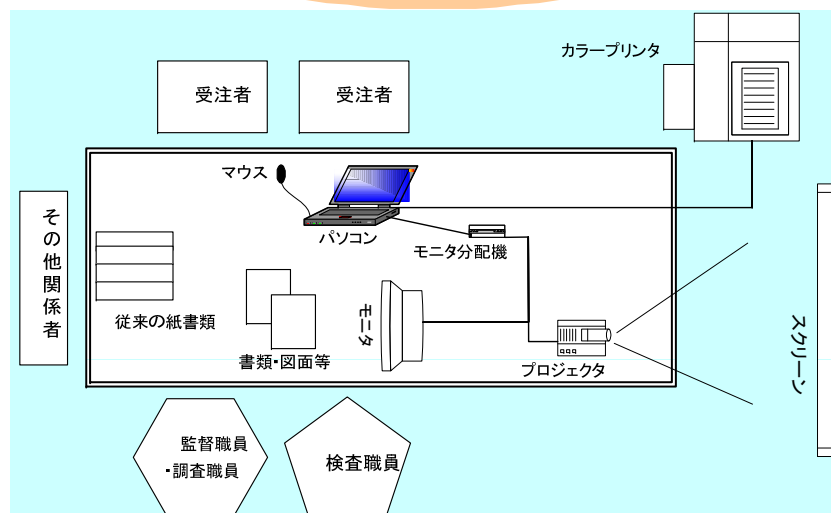 カラープリンタ
受注者
受注者
マウス
パソコン
モニタ分配機
その他関係者
従来の紙書類
書類・図面等
モニタ
プロジェクタ
スクリーン
監督職員
・調査職員
検査職員